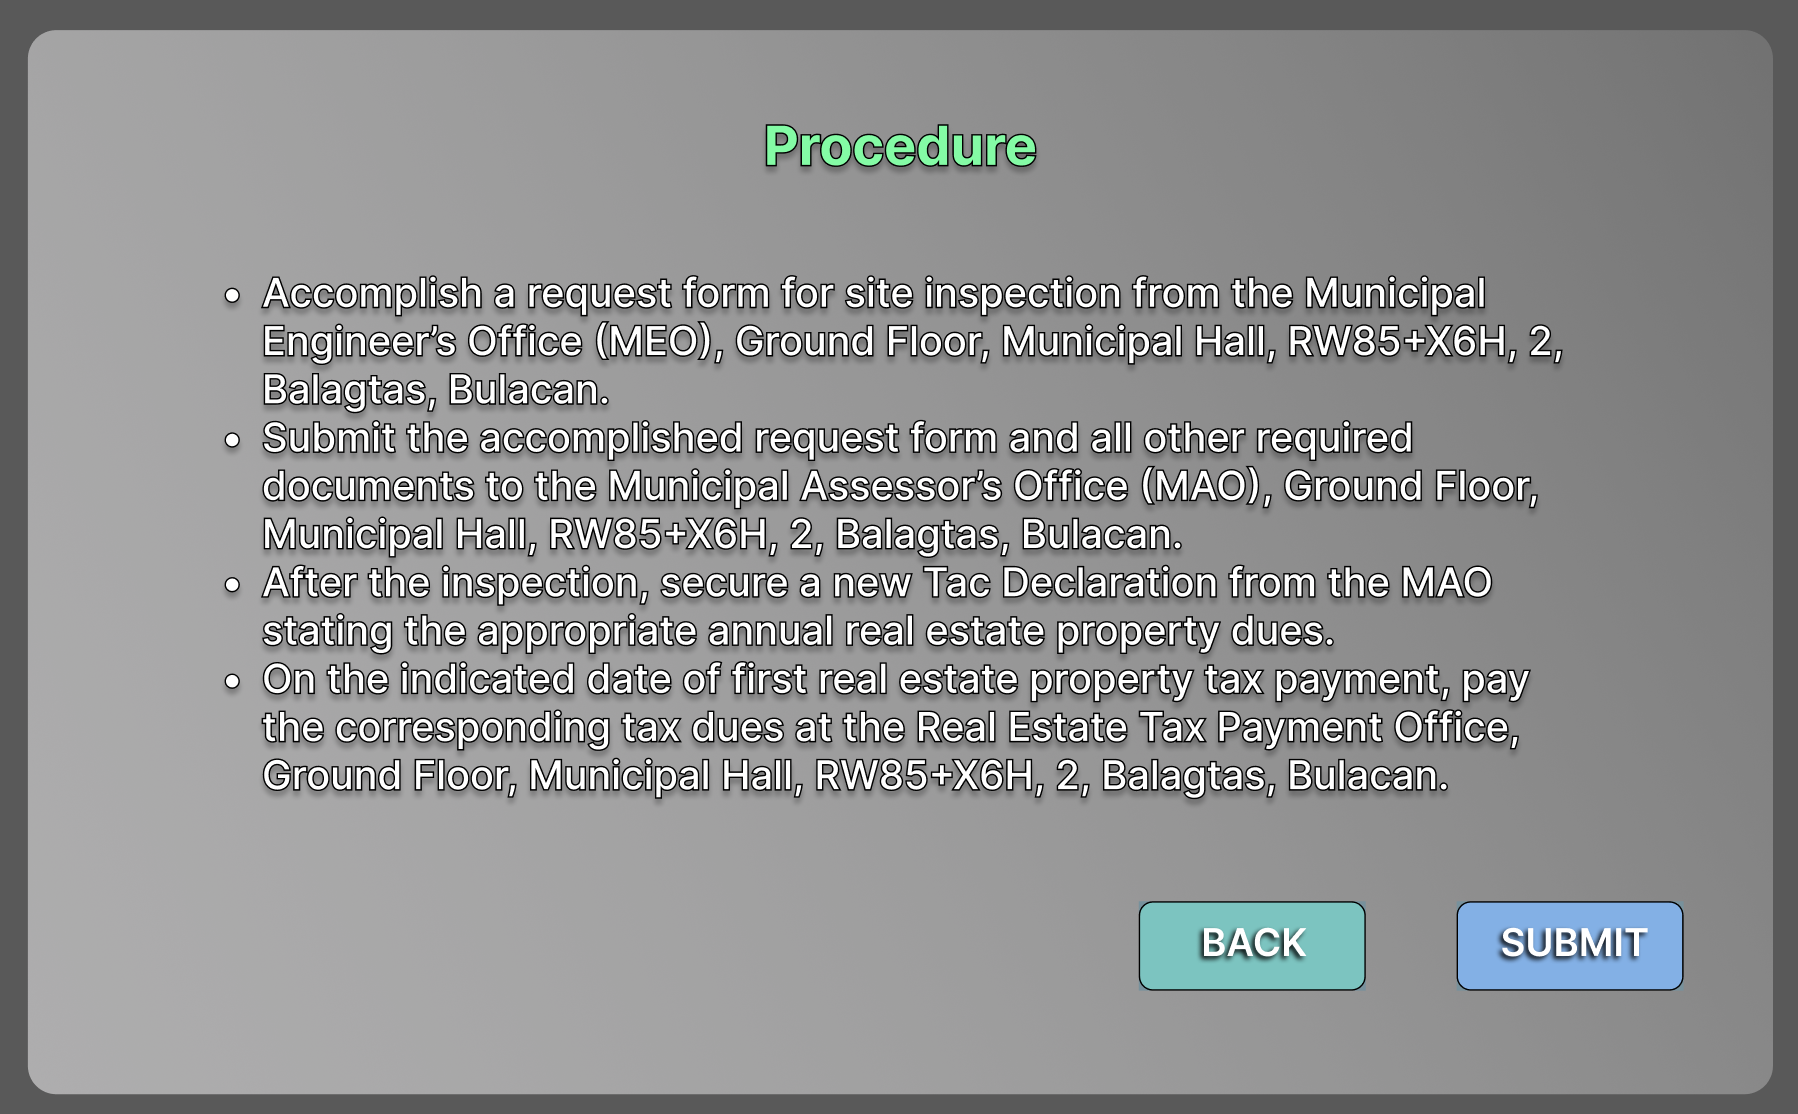 Procedure
• Accomplish a request form for site inspection from the Municipal
Engineer’s Office (MEO), Ground Floor, Municipal Hall, RW85+X6H, 2,
Balagtas, Bulacan.
• Submit the accomplished request form and all other required
documents to the Municipal Assessor’s Office (MAO), Ground Floor,
Municipal Hall, RW85+X6H, 2, Balagtas, Bulacan.
• After the inspection, secure a new Tac Declaration from the MAO
stating the appropriate annual real estate property dues.
• On the indicated date of first real estate property tax payment, pay
the corresponding tax dues at the Real Estate Tax Payment Office,
Ground Floor, Municipal Hall, RW85+X6H, 2, Balagtas, Bulacan.
BACK
SUBMIT